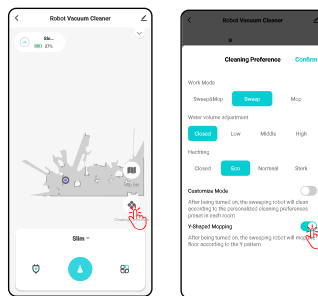 Robot Vacuum Cleaner
Sle...
87%
Slim
Robot Vacuum Cleaner
Cleaning Preference
Confirm
Work Mode
Sweep&Mop
Sweep
Mop
Water volume adjustment
Closed
Low
Middle
High
Closed
Eco
Normal
Sterk
Customize Mode
After being turned on, the sweeping robot will clean
according to the personalized cleaning preferences
preset in each room
Y-Shaped Mopping
After being turned on, the sweeping robot will mop
floor according to the Y pattern